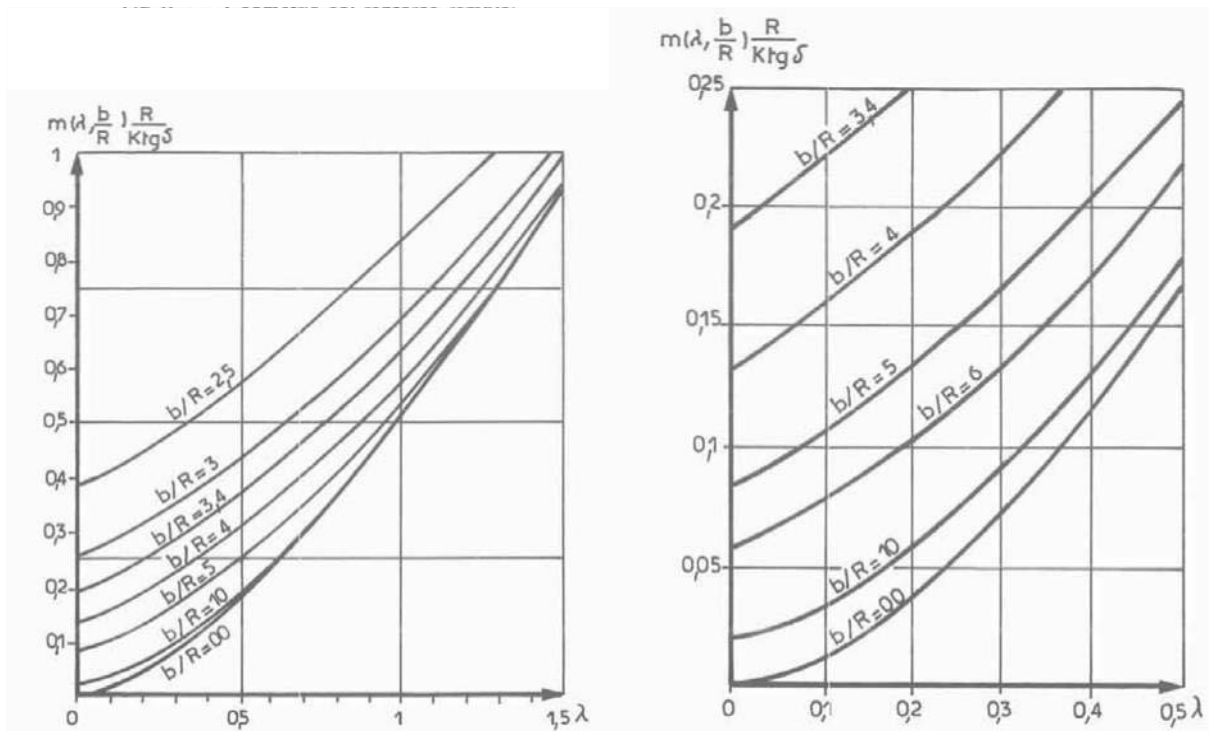 m(λ, b/R) R/Ktgδ
1
0,9
0,8
0,7
0,6
0,5
0,4
0,3
0,2
0,1
b/R=2,5
b/R=3
b/R=3,4
b/R=4
b/R=5
b/R=10
b/R=00
0 0,5 1 1,5 λ
m(λ, b/R) R/Ktgδ
0,25
0,2
0,15
0,1
0,05
b/R=3,4
b/R=4
b/R=5
b/R=6
b/R=10
b/R=00
0 0,1 0,2 0,3 0,4 0,5 λ